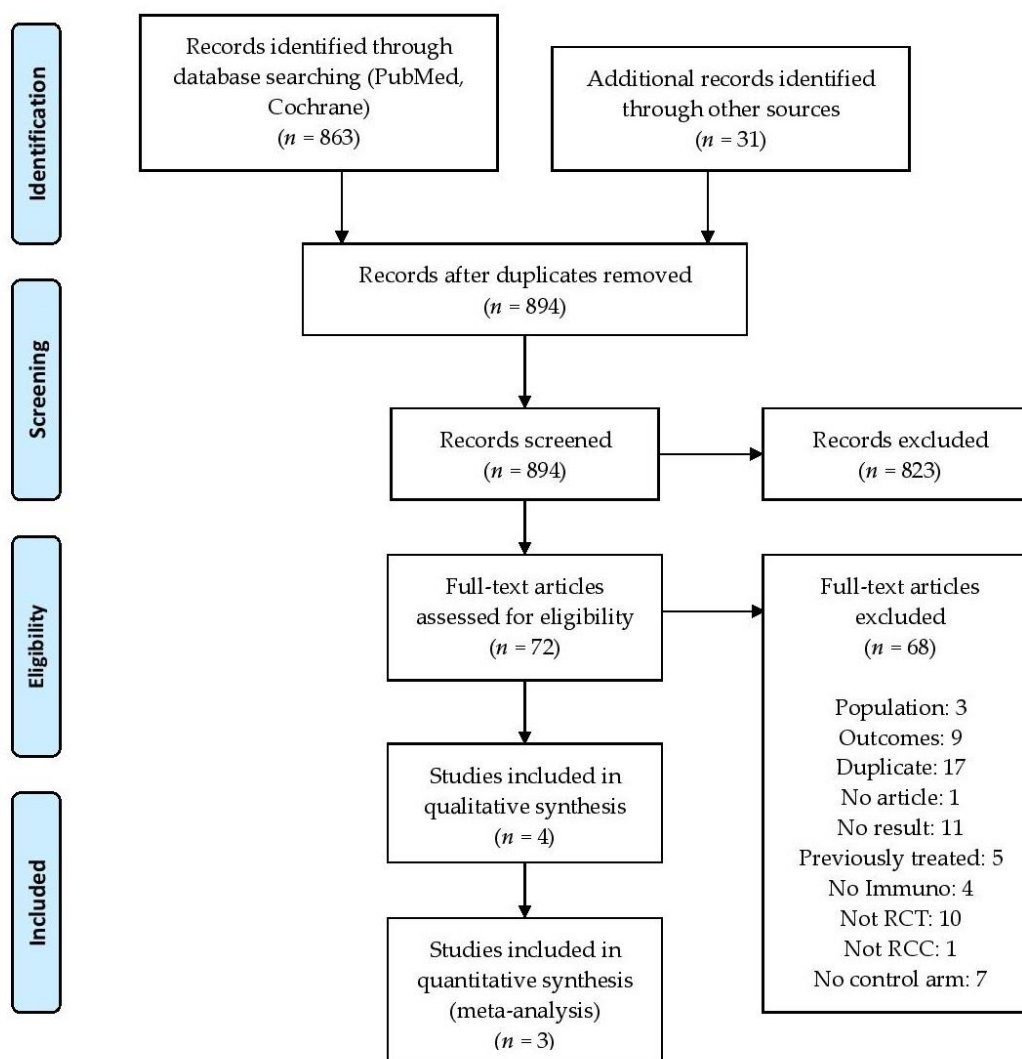 Identification
Records identified through
database searching (PubMed,
Cochrane)
(n = 863)
Additional records identified
through other sources
(n = 31)
Records after duplicates removed
(n = 894)
Screening
Records screened
(n = 894)
Records excluded
(n = 823)
Eligibility
Full-text articles
assessed for eligibility
(n = 72)
Full-text articles
excluded
(n = 68)
Population: 3
Outcomes: 9
Duplicate: 17
No article: 1
No result: 11
Previously treated: 5
No Immuno: 4
Not RCT: 10
Not RCC: 1
No control arm: 7
Studies included in
qualitative synthesis
(n = 4)
Included
Studies included in
quantitative synthesis
(meta-analysis)
(n = 3)